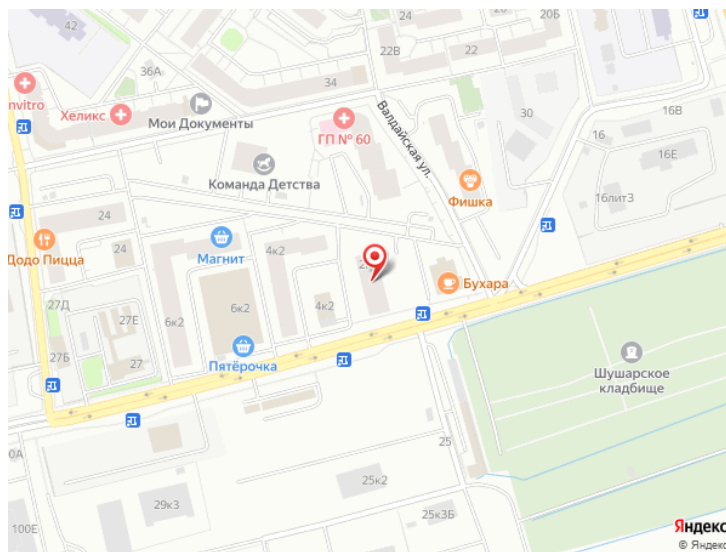 42
20Б
22В
22
36А
34
nvitro
Хеликс
Мои Документы
30
16В
16
16Е
ГП № 60
Валдайская ул.
Команда Детства
Фишка
16лит3
24
Додо Пицца
24
Магнит
4к2
Бухара
27Д
27Е
6к2
6к2
4к2
27Б
27
Пятёрочка
Шушарское
кладбище
25
00А
25к2
29к3
25к3Б
100Е
Яндекс
© Яндекс